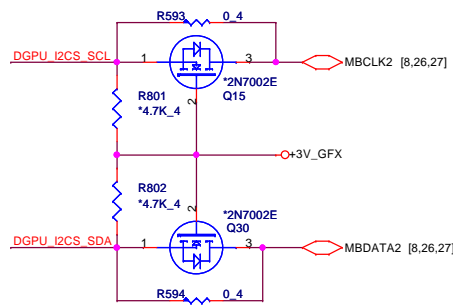 R593 0_4
DGPU_I2CS_SCL 1 3 MBCLK2 [8,26,27]
*2N7002E
Q15
R801
*4.7K_4
2
+3V_GFX
R802
*4.7K_4
2
*2N7002E
Q30
DGPU_I2CS_SDA 1 3 MBDATA2 [8,26,27]
R594 0_4